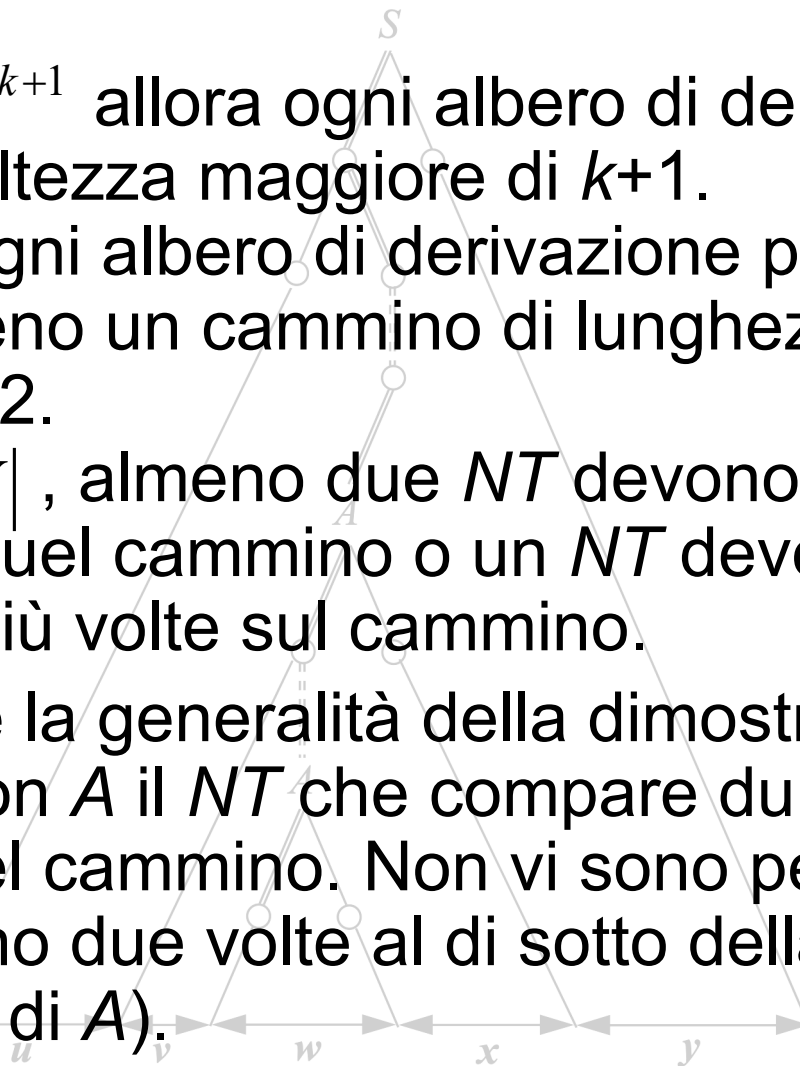 S
k+1 allora ogni albero di de
ltezza maggiore di k+1.
gni albero di derivazione p
eno un cammino di lunghez
2.
| , almeno due NT devono
A
uel cammino o un NT deve
iù volte sul cammino.
e la generalità della dimostr
on A il NT che compare du
A
el cammino. Non vi sono pe
no due volte al di sotto della
di A).
u v w x y